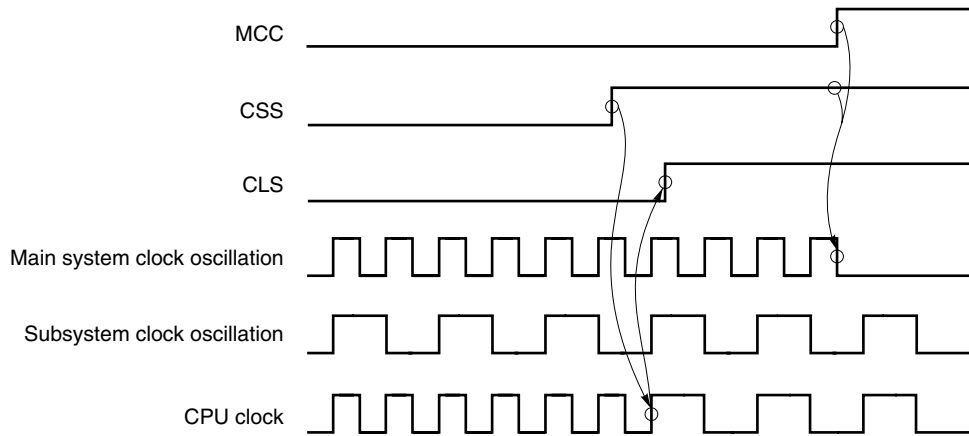 MCC
CSS
CLS
Main system clock oscillation
Subsystem clock oscillation
CPU clock